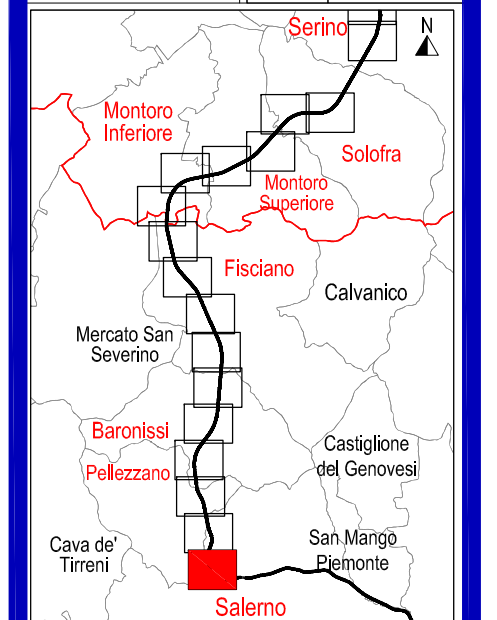 Serino
N
Montoro
Inferiore
Solofra
Montoro
Superiore
Fisciano
Calvanico
Mercato San
Severino
Baronissi
Castiglione
del Genovesi
Pellezzano
San Mango
Piemonte
Cava de'
Tirreni
Salerno